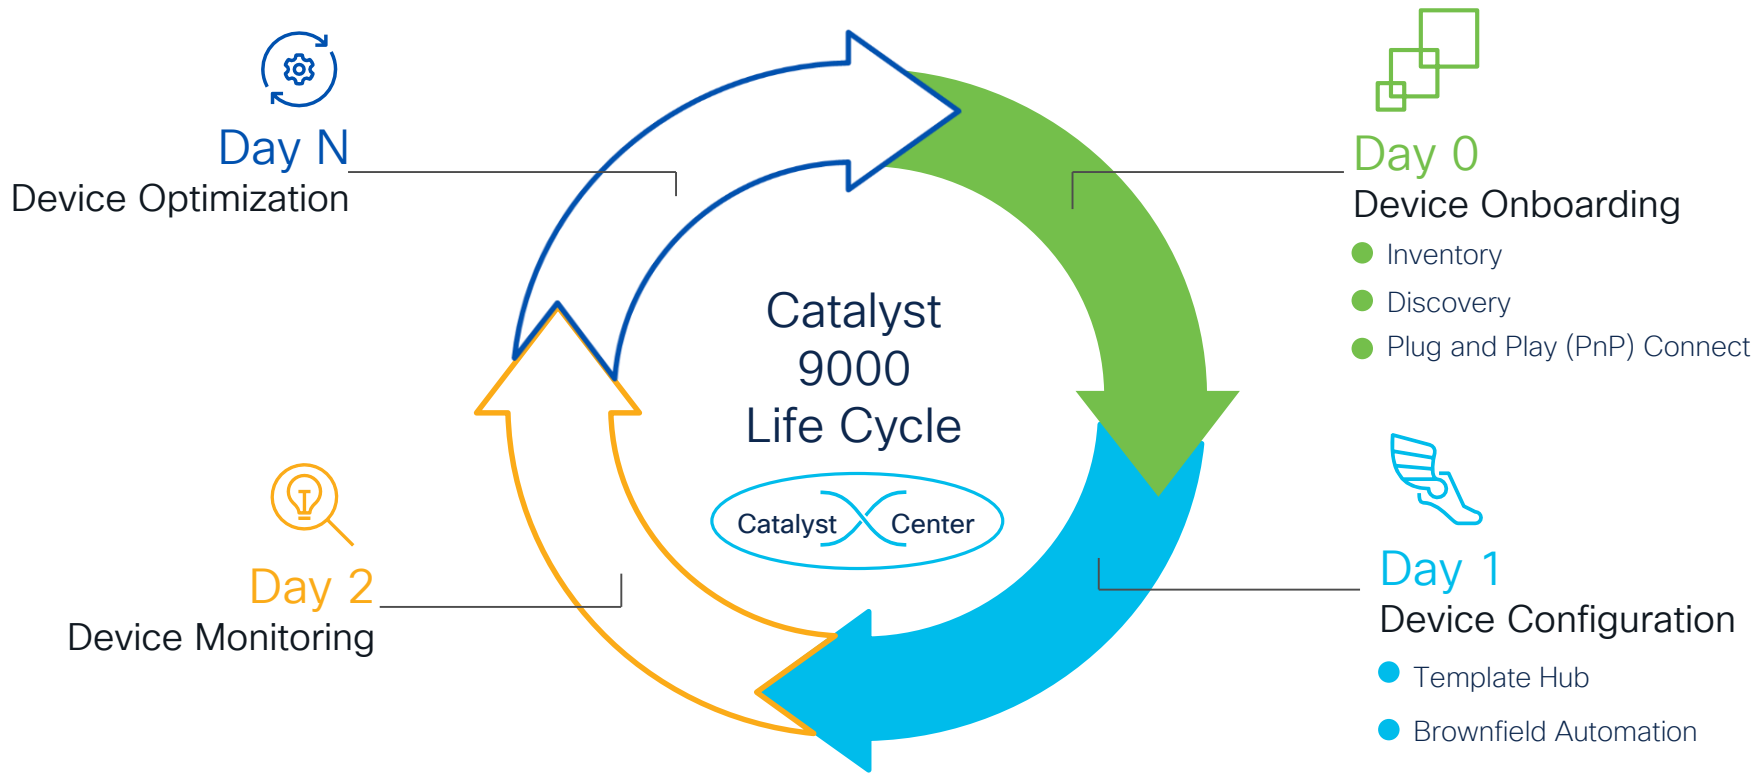 Day N
Device Optimization
Day 0
Device Onboarding
Inventory
Discovery
Plug and Play (PnP) Connect
Catalyst
9000
Life Cycle
Catalyst Center
Day 2
Device Monitoring
Day 1
Device Configuration
Template Hub
Brownfield Automation